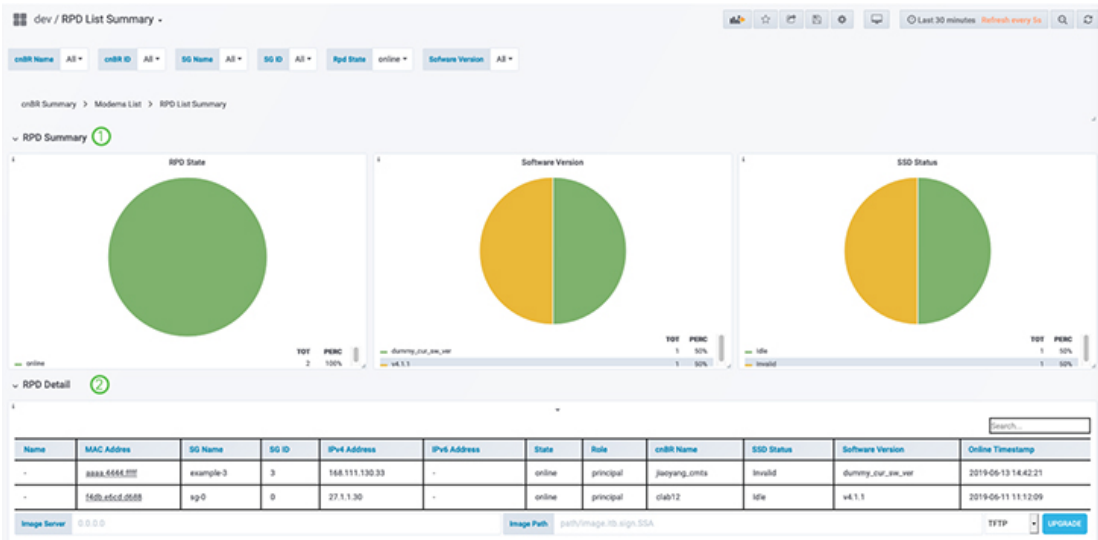 dev / RPD List Summary
Last 30 minutes Refresh every 5s
cnBR Name All cnBR ID All SG Name All SG ID All Rpd State online Sofware Version All
cnBR Summary > Modems List > RPD List Summary
RPD Summary 1
RPD State
TOT PERC
online 2 100%
Software Version
TOT PERC
dummy_cur_sw_ver 1 50%
v4.1.1 1 50%
SSD Status
TOT PERC
Idle 1 50%
Invalid 1 50%
RPD Detail 2
Search...
Name MAC Addres SG Name SG ID IPv4 Address IPv6 Address State Role cnBR Name SSD Status Software Version Online Timestamp
- aaaa.4444.ffff example-3 3 168.111.130.33 - online principal jiaoyang_cmts Invalid dummy_cur_sw_ver 2019-06-13 14:42:21
- f4db.e6cd.d688 sg-0 0 27.1.1.30 - online principal clab12 Idle v4.1.1 2019-06-11 11:12:09
Image Server 0.0.0.0 Image Path path/image.itb.sign.SSA TFTP UPGRADE